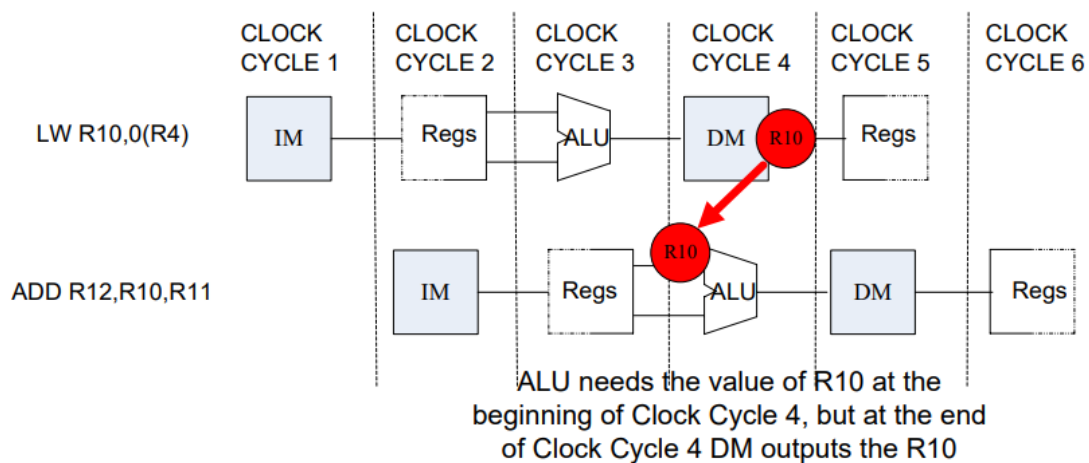 CLOCK CYCLE 1
CLOCK CYCLE 2
CLOCK CYCLE 3
CLOCK CYCLE 4
CLOCK CYCLE 5
CLOCK CYCLE 6
LW R10,0(R4)
IM
Regs
ALU
DM
R10
Regs
R10
ADD R12,R10,R11
IM
Regs
ALU
DM
Regs
ALU needs the value of R10 at the
beginning of Clock Cycle 4, but at the end
of Clock Cycle 4 DM outputs the R10